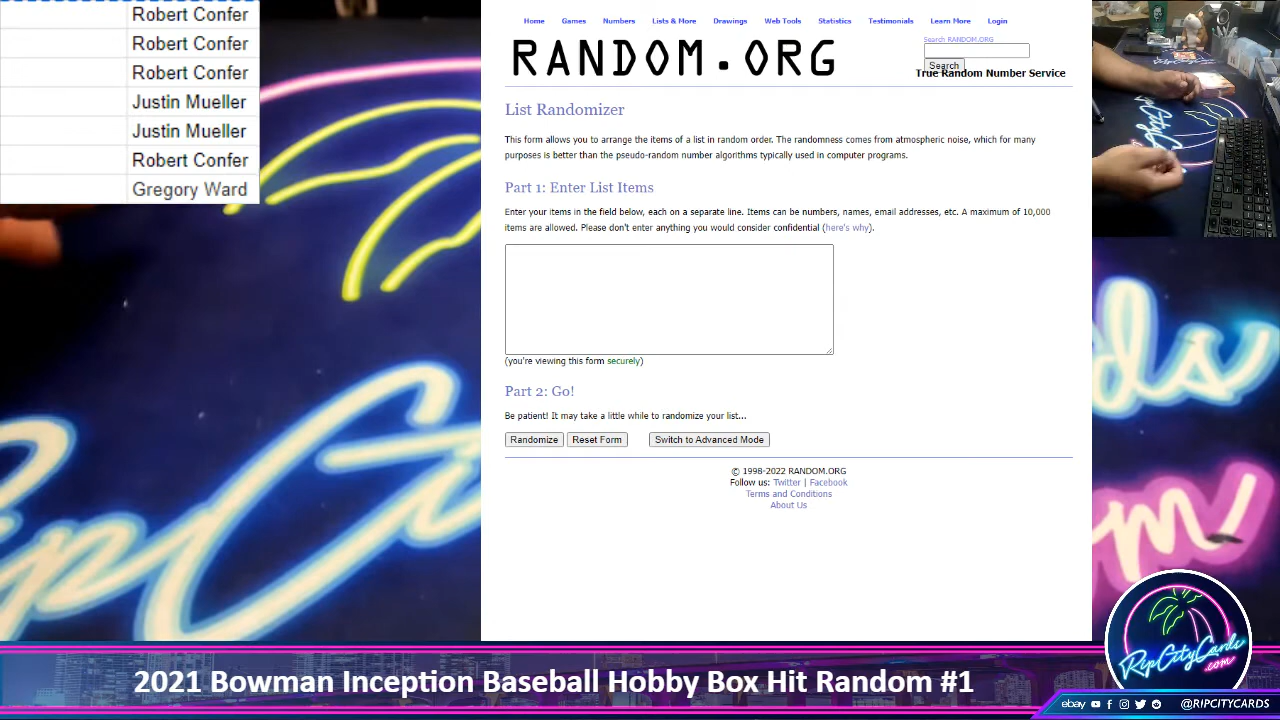 Robert Confer
Robert Confer
Robert Confer
Justin Mueller
Justin Mueller
Robert Confer
Gregory Ward
Home Games Numbers Lists & More Drawings Web Tools Statistics Testimonials Learn More Login
RANDOM.ORG
Search RANDOM.ORG
Search
True Random Number Service
List Randomizer
This form allows you to arrange the items of a list in random order. The randomness comes from atmospheric noise, which for many
purposes is better than the pseudo-random number algorithms typically used in computer programs.
Part 1: Enter List Items
Enter your items in the field below, each on a separate line. Items can be numbers, names, email addresses, etc. A maximum of 10,000
items are allowed. Please don't enter anything you would consider confidential (here's why).
(you're viewing this form securely)
Part 2: Go!
Be patient! It may take a little while to randomize your list...
Randomize Reset Form Switch to Advanced Mode
© 1998-2022 RANDOM.ORG
Follow us: Twitter | Facebook
Terms and Conditions
About Us
2021 Bowman Inception Baseball Hobby Box Hit Random #1
RipCityCards
.com
ebay @RIPCITYCARDS